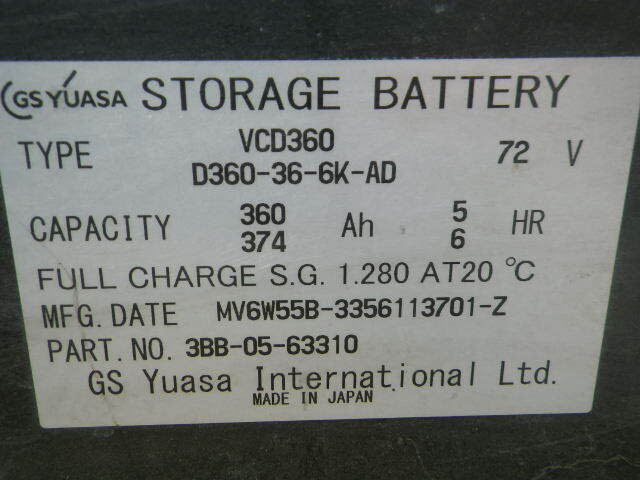 GS YUASA STORAGE BATTERY
TYPE VCD360 72 V
D360-36-6K-AD
CAPACITY 360 Ah 5 HR
374 6
FULL CHARGE S.G. 1.280 AT20 ℃
MFG. DATE MV6W55B-3356113701-Z
PART. NO. 3BB-05-63310
GS Yuasa International Ltd.
MADE IN JAPAN